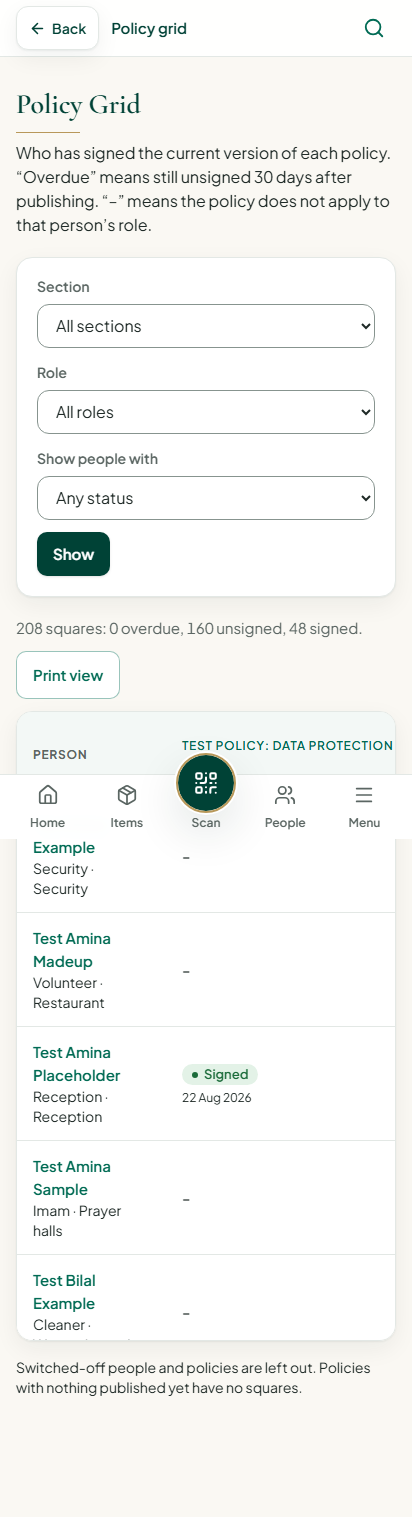 Back
Policy grid
Policy Grid
Who has signed the current version of each policy.
“Overdue” means still unsigned 30 days after
publishing. “–” means the policy does not apply to
that person’s role.
Section
All sections
Role
All roles
Show people with
Any status
Show
208 squares: 0 overdue, 160 unsigned, 48 signed.
Print view
PERSON
TEST POLICY: DATA PROTECTION
Home
Items
Scan
People
Menu
Example
Security ·
Security
–
Test Amina
Madeup
Volunteer ·
Restaurant
–
Test Amina
Placeholder
Reception ·
Reception
Signed
22 Aug 2026
Test Amina
Sample
Imam · Prayer
halls
–
Test Bilal
Example
Cleaner ·
–
Switched-off people and policies are left out. Policies
with nothing published yet have no squares.